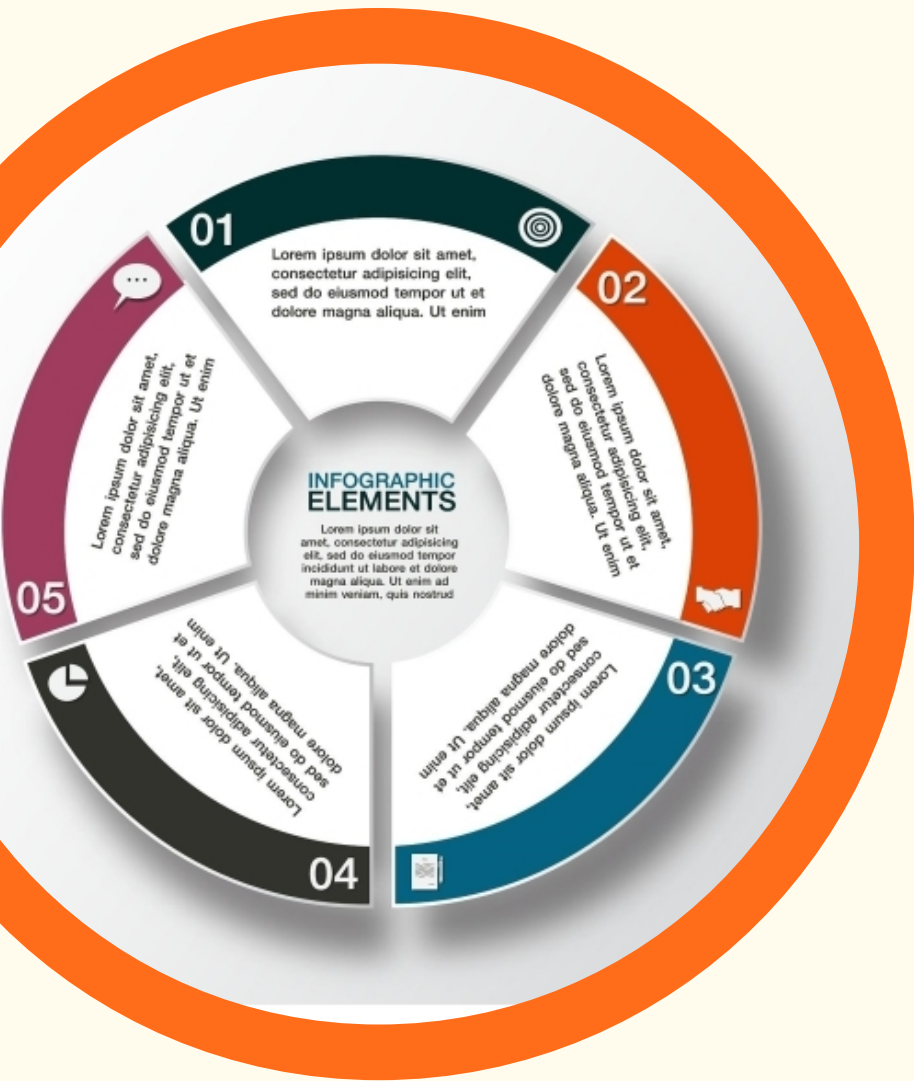 01
Lorem ipsum dolor sit amet,
consectetur adipisicing elit,
sed do eiusmod tempor ut et
dolore magna aliqua. Ut enim
02
Lorem ipsum dolor sit amet,
consectetur adipisicing elit,
sed do eiusmod tempor ut et
dolore magna aliqua. Ut enim
03
Lorem ipsum dolor sit amet,
consectetur adipisicing elit,
sed do eiusmod tempor ut et
dolore magna aliqua. Ut enim
04
Lorem ipsum dolor sit amet,
consectetur adipisicing elit,
sed do eiusmod tempor ut et
dolore magna aliqua. Ut enim
05
Lorem ipsum dolor sit amet,
consectetur adipisicing elit,
sed do eiusmod tempor ut et
dolore magna aliqua. Ut enim
INFOGRAPHIC
ELEMENTS
Lorem ipsum dolor sit
amet, consectetur adipisicing
elit, sed do eiusmod tempor
incididunt ut labore et dolore
magna aliqua. Ut enim ad
minim veniam, quis nostrud